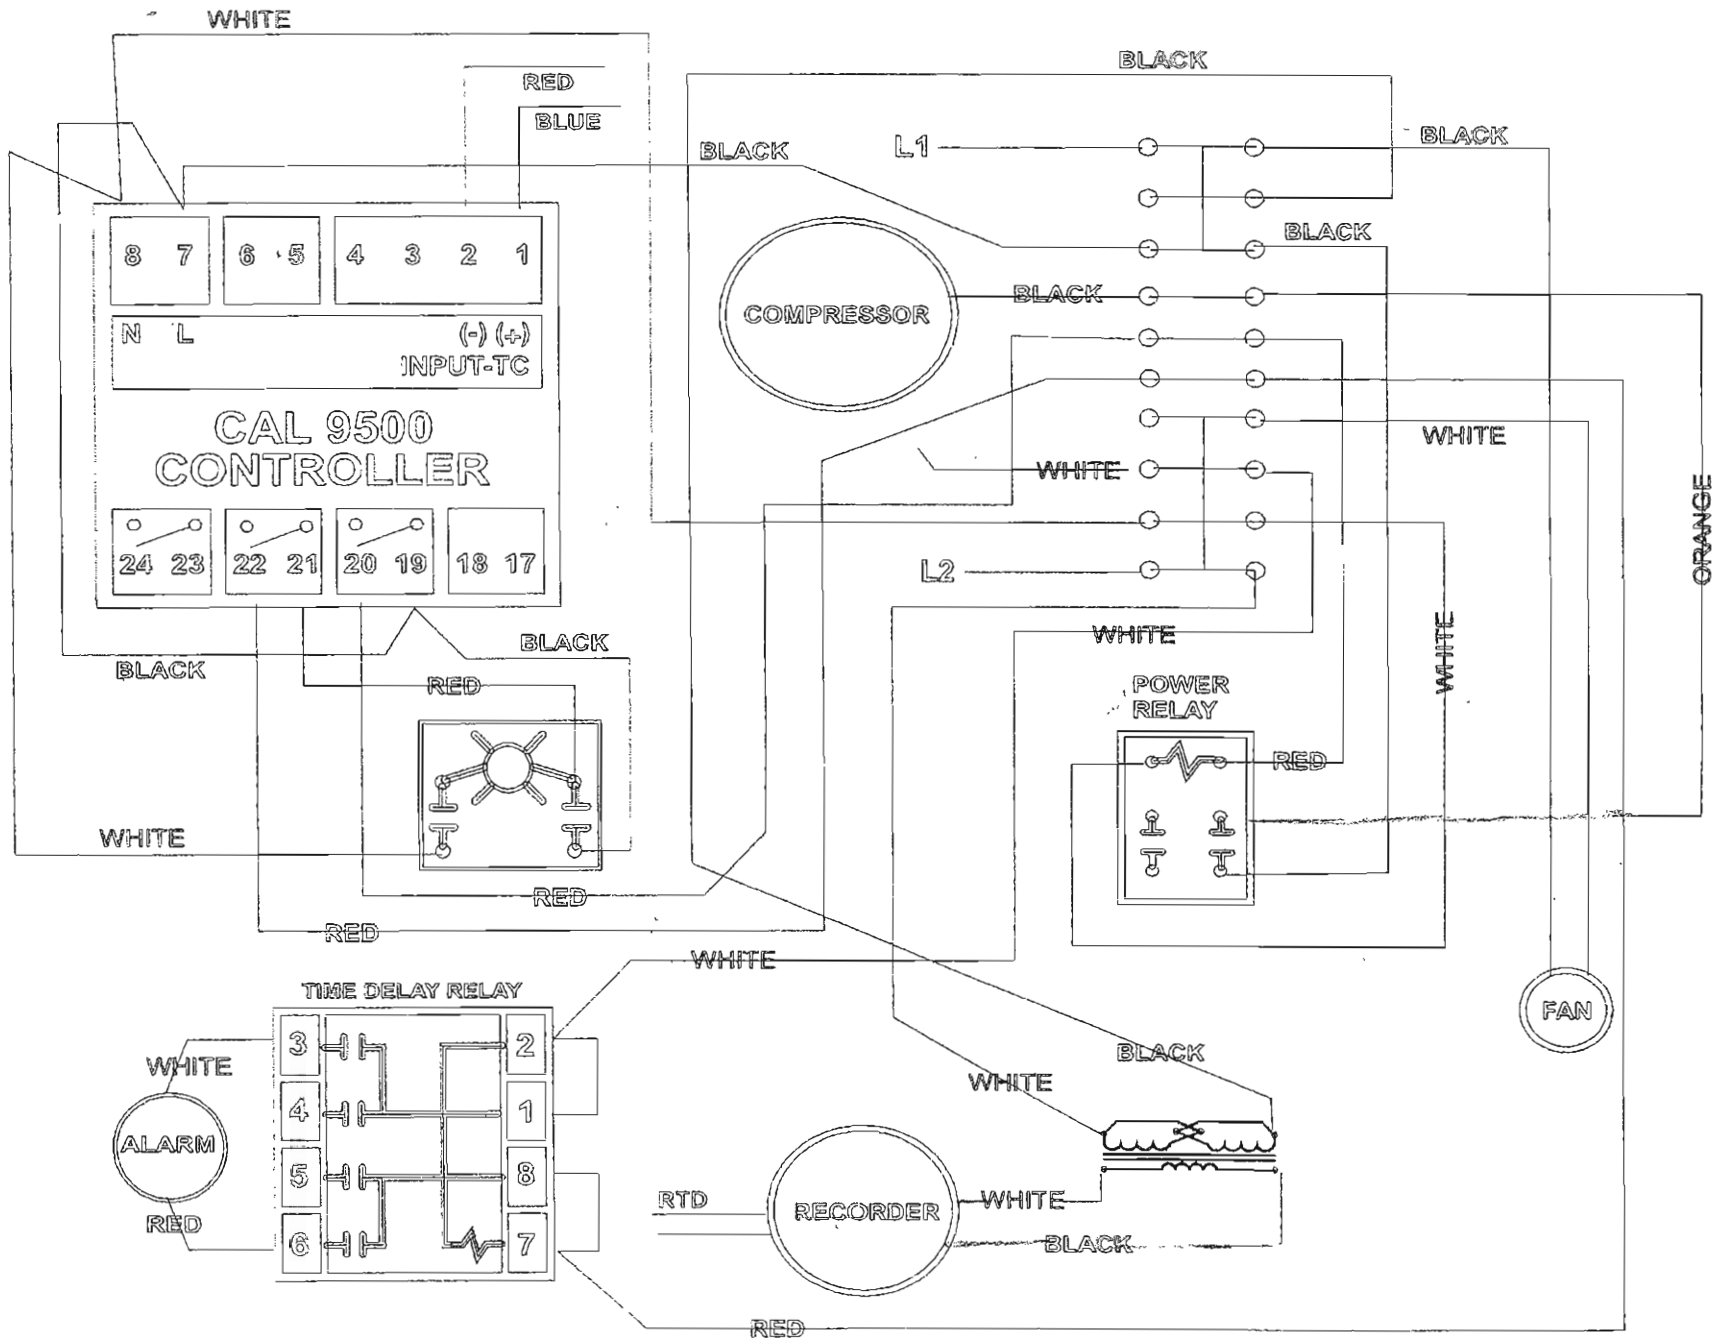 WHITE
RED
BLUE
BLACK
BLACK
BLACK
L1
BLACK
8 7 6 5 4 3 2 1
N L (-) (+)
INPUT-TC
COMPRESSOR
BLACK
CAL 9500
CONTROLLER
WHITE
WHITE
ORANGE
24 23 22 21 20 19 18 17
L2
BLACK
BLACK
RED
WHITE
WHITE
POWER
RELAY
RED
WHITE
RED
RED
WHITE
TIME DELAY RELAY
FAN
3 2
WHITE
4 1
ALARM
5 8
RED
6 7
BLACK
WHITE
RTD
RECORDER
WHITE
BLACK
RED